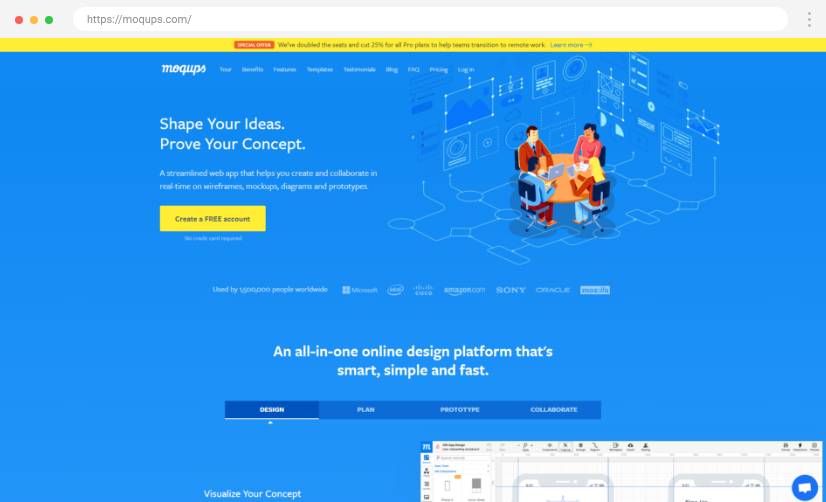 https://moqups.com/
SPECIAL OFFER We've doubled the seats and cut 25% for all Pro plans to help teams transition to remote work. Learn more →
moqups Tour Benefits Features Templates Testimonials Blog FAQ Pricing Log In
Shape Your Ideas.
Prove Your Concept.
A streamlined web app that helps you create and collaborate in
real-time on wireframes, mockups, diagrams and prototypes.
Create a FREE account
No credit card required
Used by 1,500,000 people worldwide Microsoft intel cisco amazon.com SONY ORACLE moz://a
An all-in-one online design platform that's
smart, simple and fast.
DESIGN PLAN PROTOTYPE COLLABORATE
Visualize Your Concept